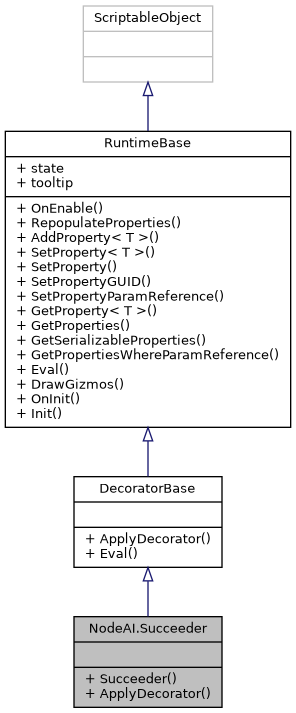 ScriptableObject
RuntimeBase
+ state
+ tooltip
+ OnEnable()
+ RepopulateProperties()
+ AddProperty< T >()
+ SetProperty< T >()
+ SetProperty()
+ SetPropertyGUID()
+ SetPropertyParamReference()
+ GetProperty< T >()
+ GetProperties()
+ GetSerializableProperties()
+ GetPropertiesWhereParamReference()
+ Eval()
+ DrawGizmos()
+ OnInit()
+ Init()
DecoratorBase
+ ApplyDecorator()
+ Eval()
NodeAI.Succeeder
+ Succeeder()
+ ApplyDecorator()